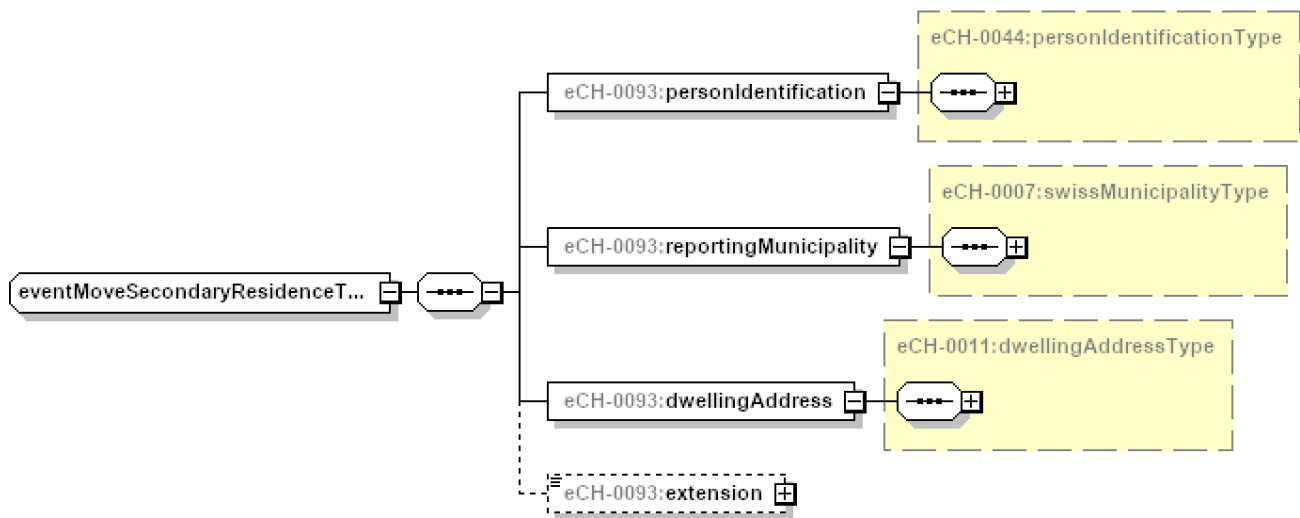 eCH-0044:personIdentificationType
eCH-0093:personIdentification
eCH-0007:swissMunicipalityType
eCH-0093:reportingMunicipality
eventMoveSecondaryResidenceT...
eCH-0011:dwellingAddressType
eCH-0093:dwellingAddress
eCH-0093:extension